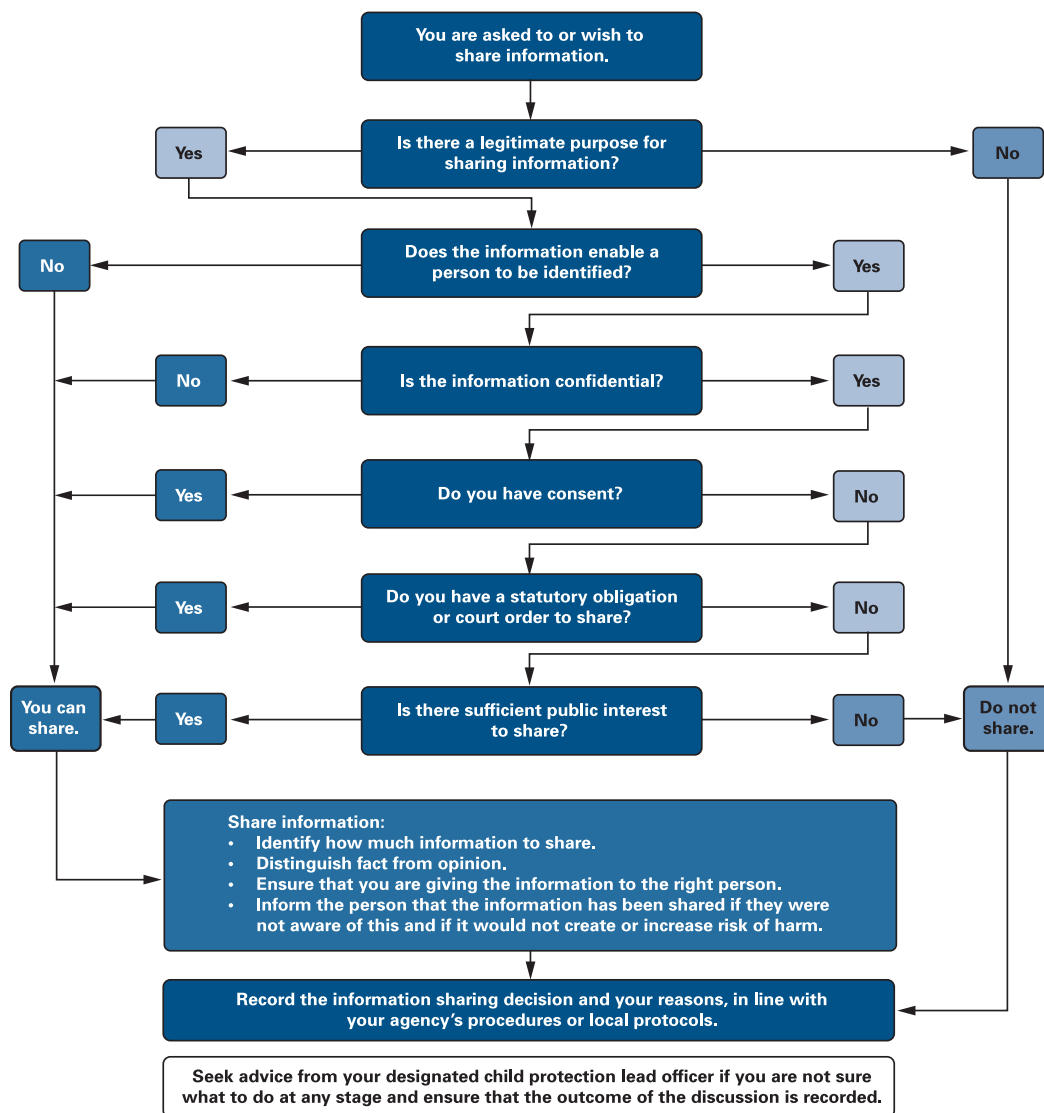 You are asked to or wish to
share information.
Is there a legitimate purpose for
sharing information?
Yes
No
Does the information enable a
person to be identified?
No
Yes
Is the information confidential?
No
Yes
Do you have consent?
Yes
No
Do you have a statutory obligation
or court order to share?
Yes
No
Is there sufficient public interest
to share?
You can
share.
Yes
No
Do not
share.
Share information:
• Identify how much information to share.
• Distinguish fact from opinion.
• Ensure that you are giving the information to the right person.
• Inform the person that the information has been shared if they were
not aware of this and if it would not create or increase risk of harm.
Record the information sharing decision and your reasons, in line with
your agency’s procedures or local protocols.
Seek advice from your designated child protection lead officer if you are not sure
what to do at any stage and ensure that the outcome of the discussion is recorded.